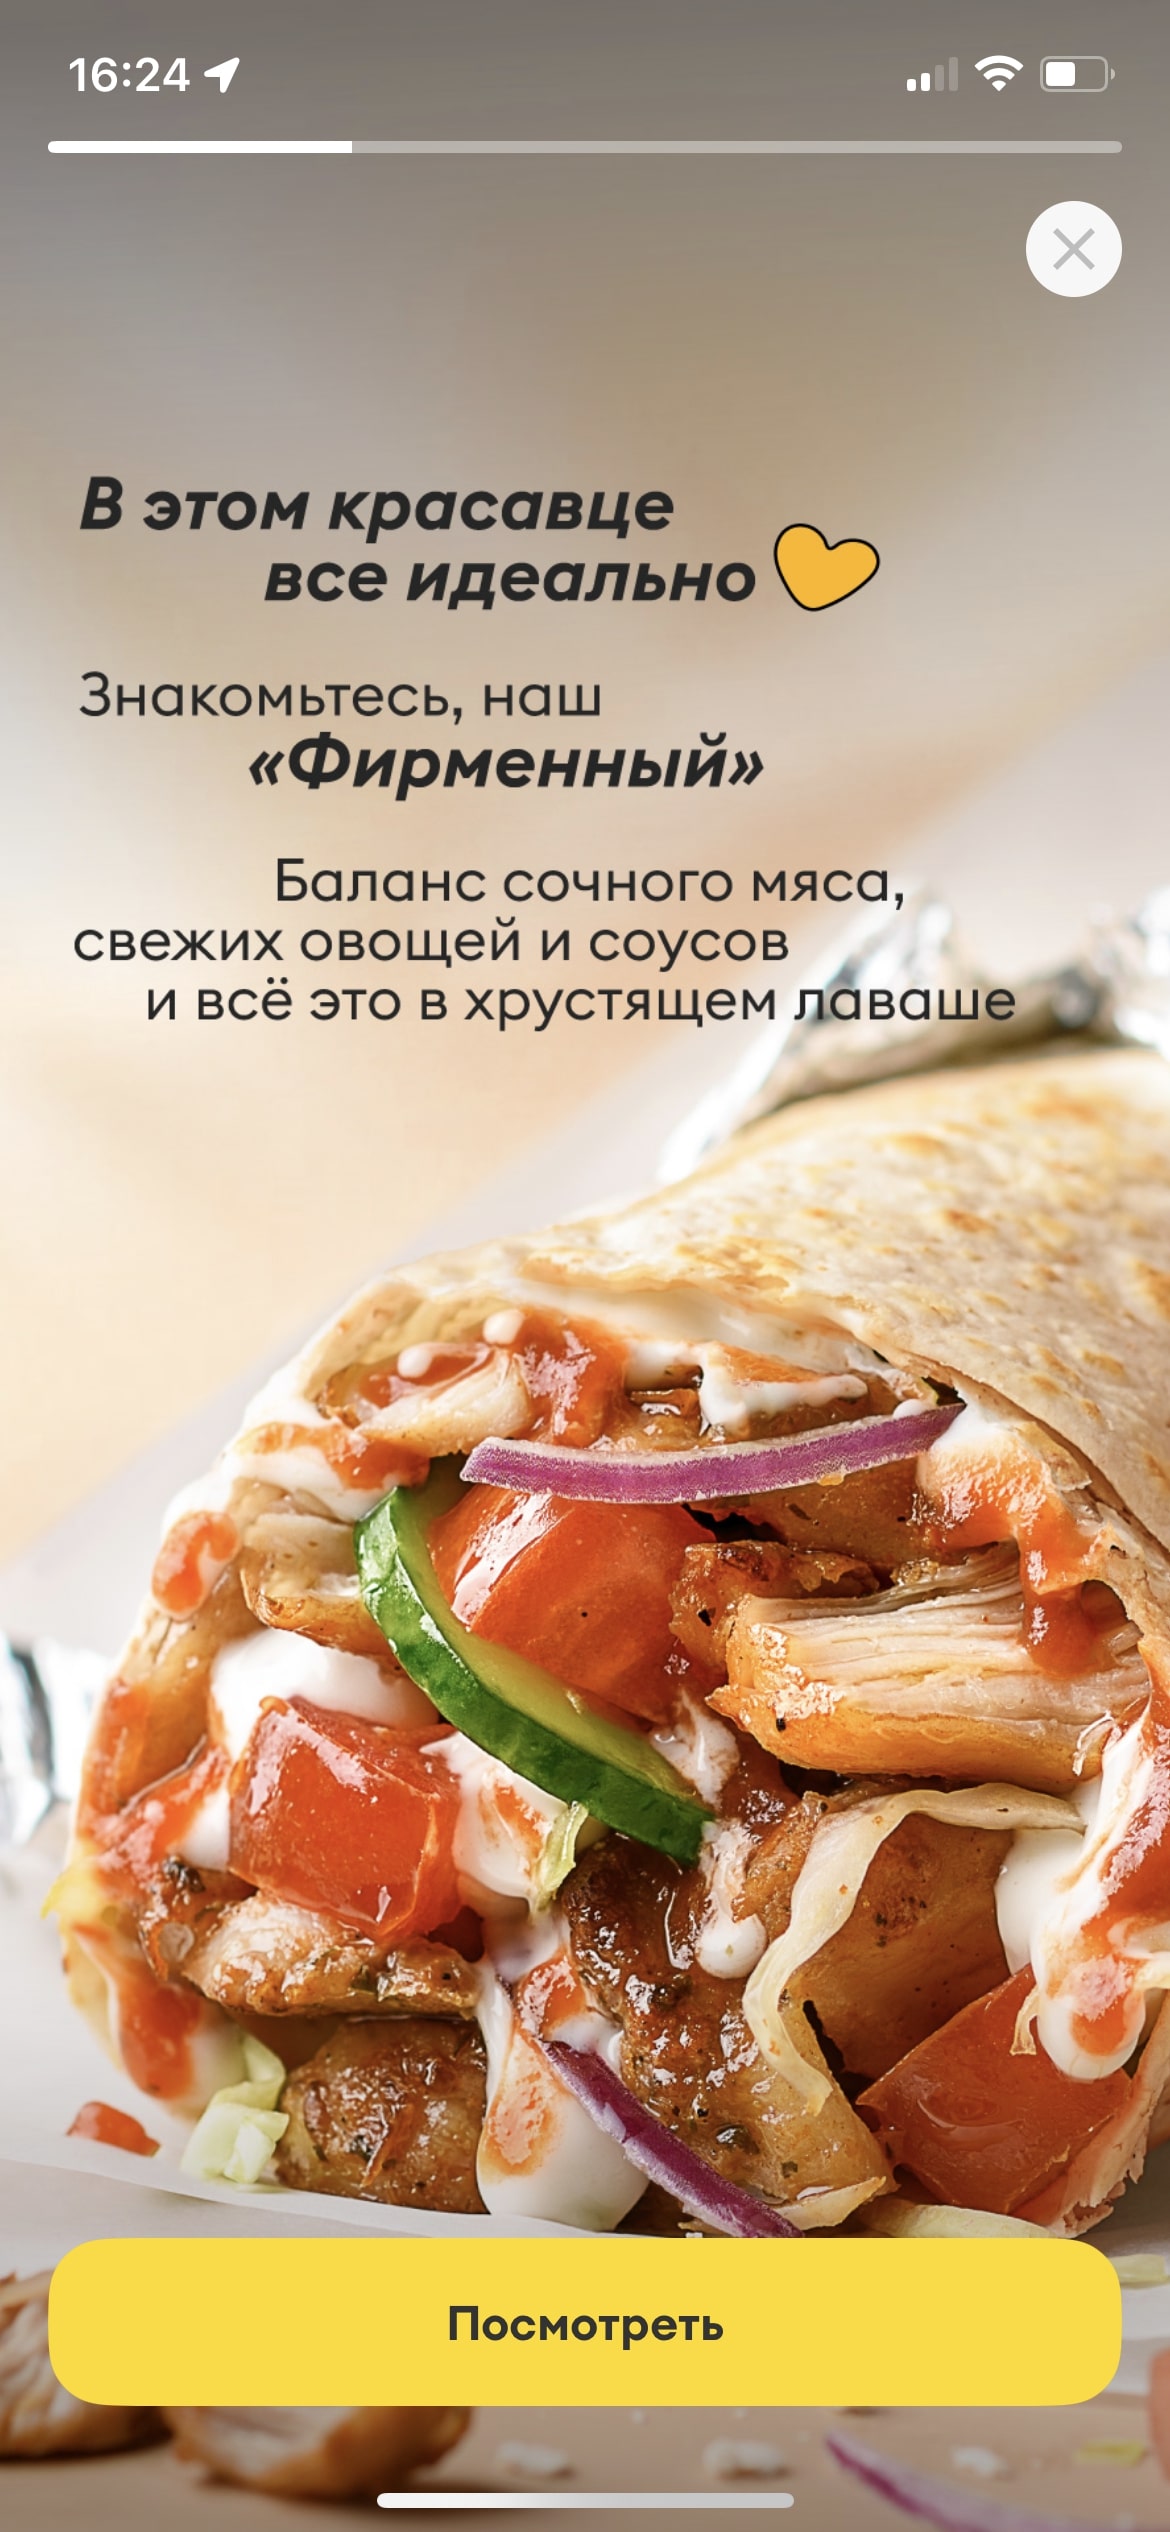 16:24
В этом красавце
все идеально
Знакомьтесь, наш
«Фирменный»
Баланс сочного мяса,
свежих овощей и соусов
и всё это в хрустящем лаваше
Посмотреть